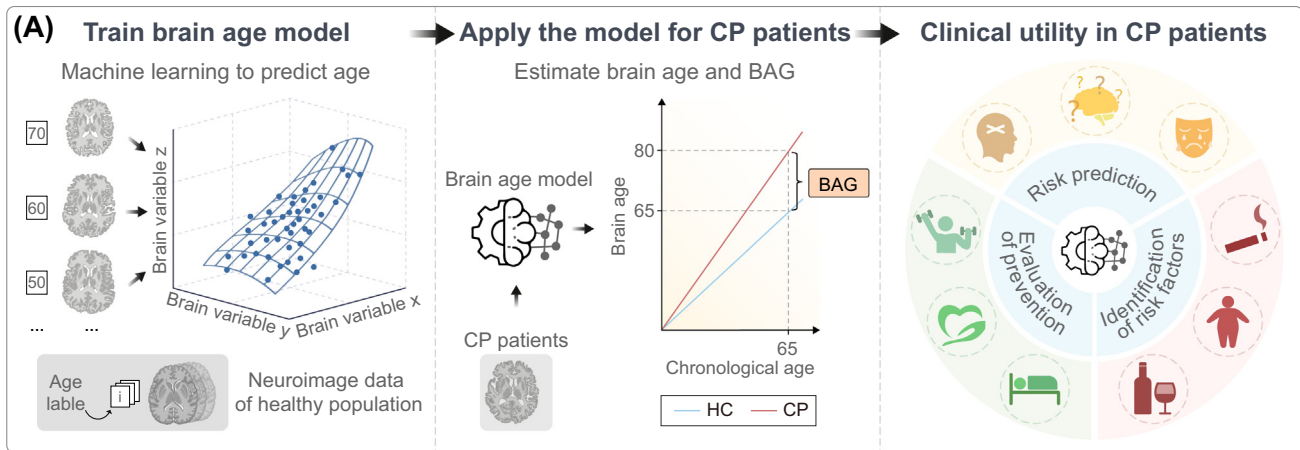 (A)
Train brain age model
Machine learning to predict age
70
60
50
...
...
Brain variable z
Brain variable y
Brain variable x
Age
lable
i
Neuroimage data
of healthy population
Apply the model for CP patients
Estimate brain age and BAG
Brain age model
CP patients
Brain age
80
65
BAG
65
Chronological age
HC
CP
Clinical utility in CP patients
? ? ? ?
Risk prediction
Evaluation
of prevention
Identification
of risk factors